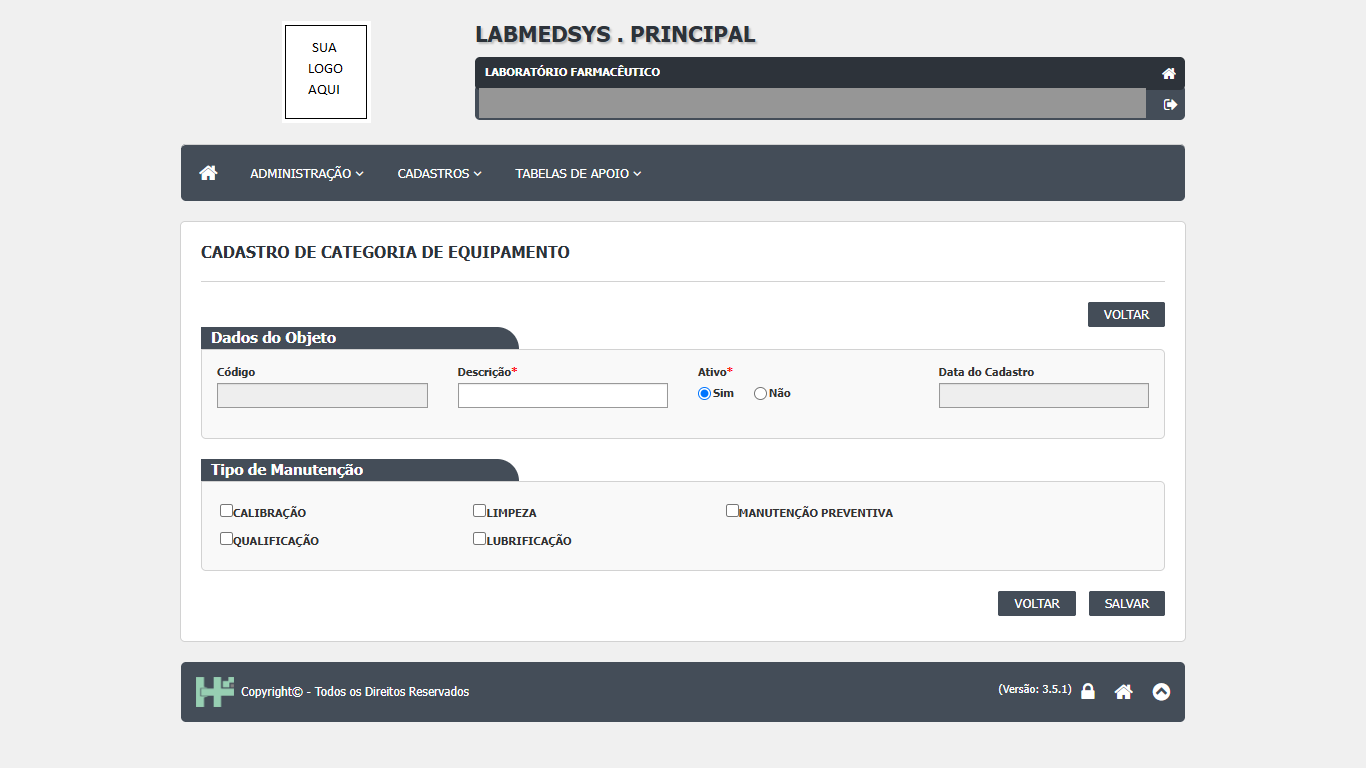 SUA
LOGO
AQUI
LABMEDSYS . PRINCIPAL
LABORATÓRIO FARMACÊUTICO
ADMINISTRAÇÃO CADASTROS TABELAS DE APOIO
CADASTRO DE CATEGORIA DE EQUIPAMENTO
VOLTAR
Dados do Objeto
Código Descrição* Ativo* Data do Cadastro
Sim Não
Tipo de Manutenção
CALIBRAÇÃO LIMPEZA MANUTENÇÃO PREVENTIVA
QUALIFICAÇÃO LUBRIFICAÇÃO
VOLTAR SALVAR
Copyright© - Todos os Direitos Reservados (Versão: 3.5.1)